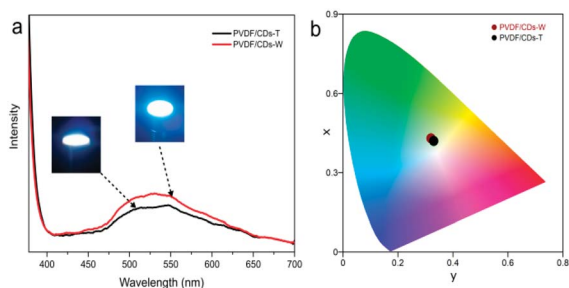 a
PVDF/CDs-T
PVDF/CDs-W
Intensity
400
450
500
550
600
650
700
Wavelength (nm)
b
PVDF/CDs-W
PVDF/CDs-T
0.9
0.6
0.3
0
x
0
0.2
0.4
0.6
0.8
y